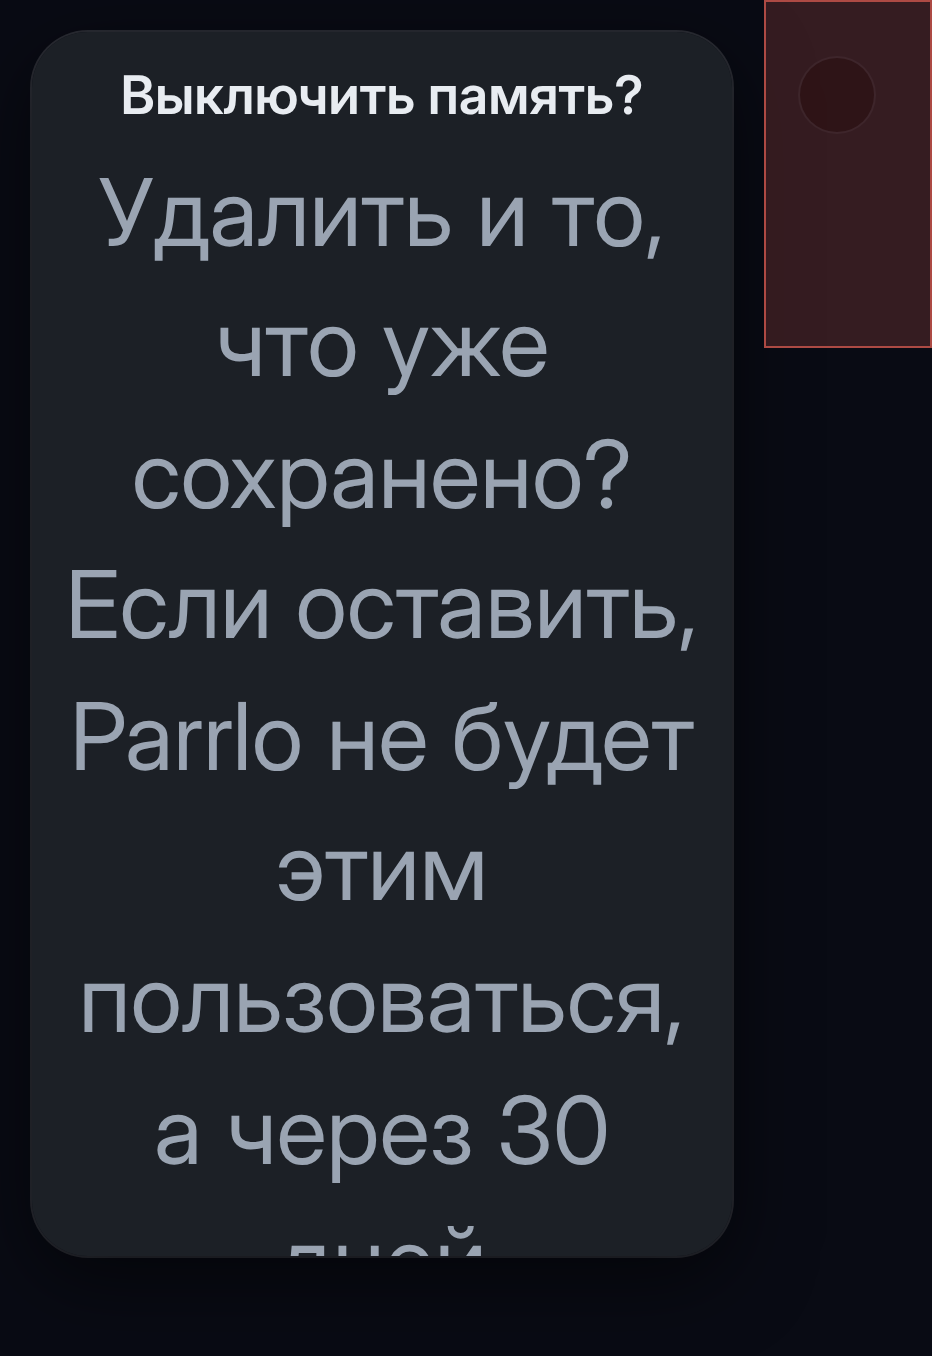 Выключить память?
Удалить и то,
что уже
сохранено?
Если оставить,
Parrlo не будет
этим
пользоваться,
а через 30